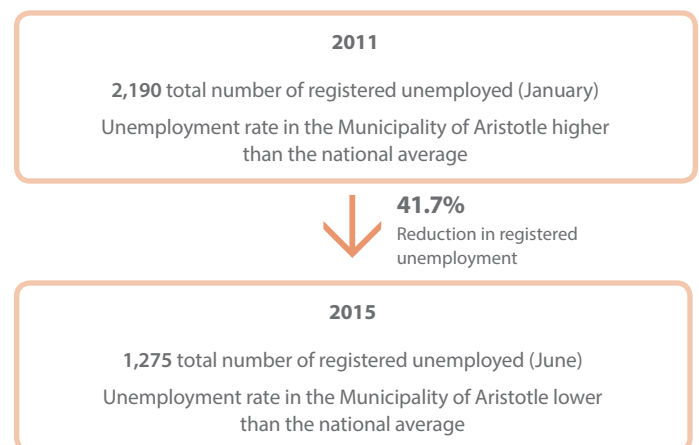 2011
2,190 total number of registered unemployed (January)
Unemployment rate in the Municipality of Aristotle higher
than the national average
41.7%
Reduction in registered
unemployment
2015
1,275 total number of registered unemployed (June)
Unemployment rate in the Municipality of Aristotle lower
than the national average